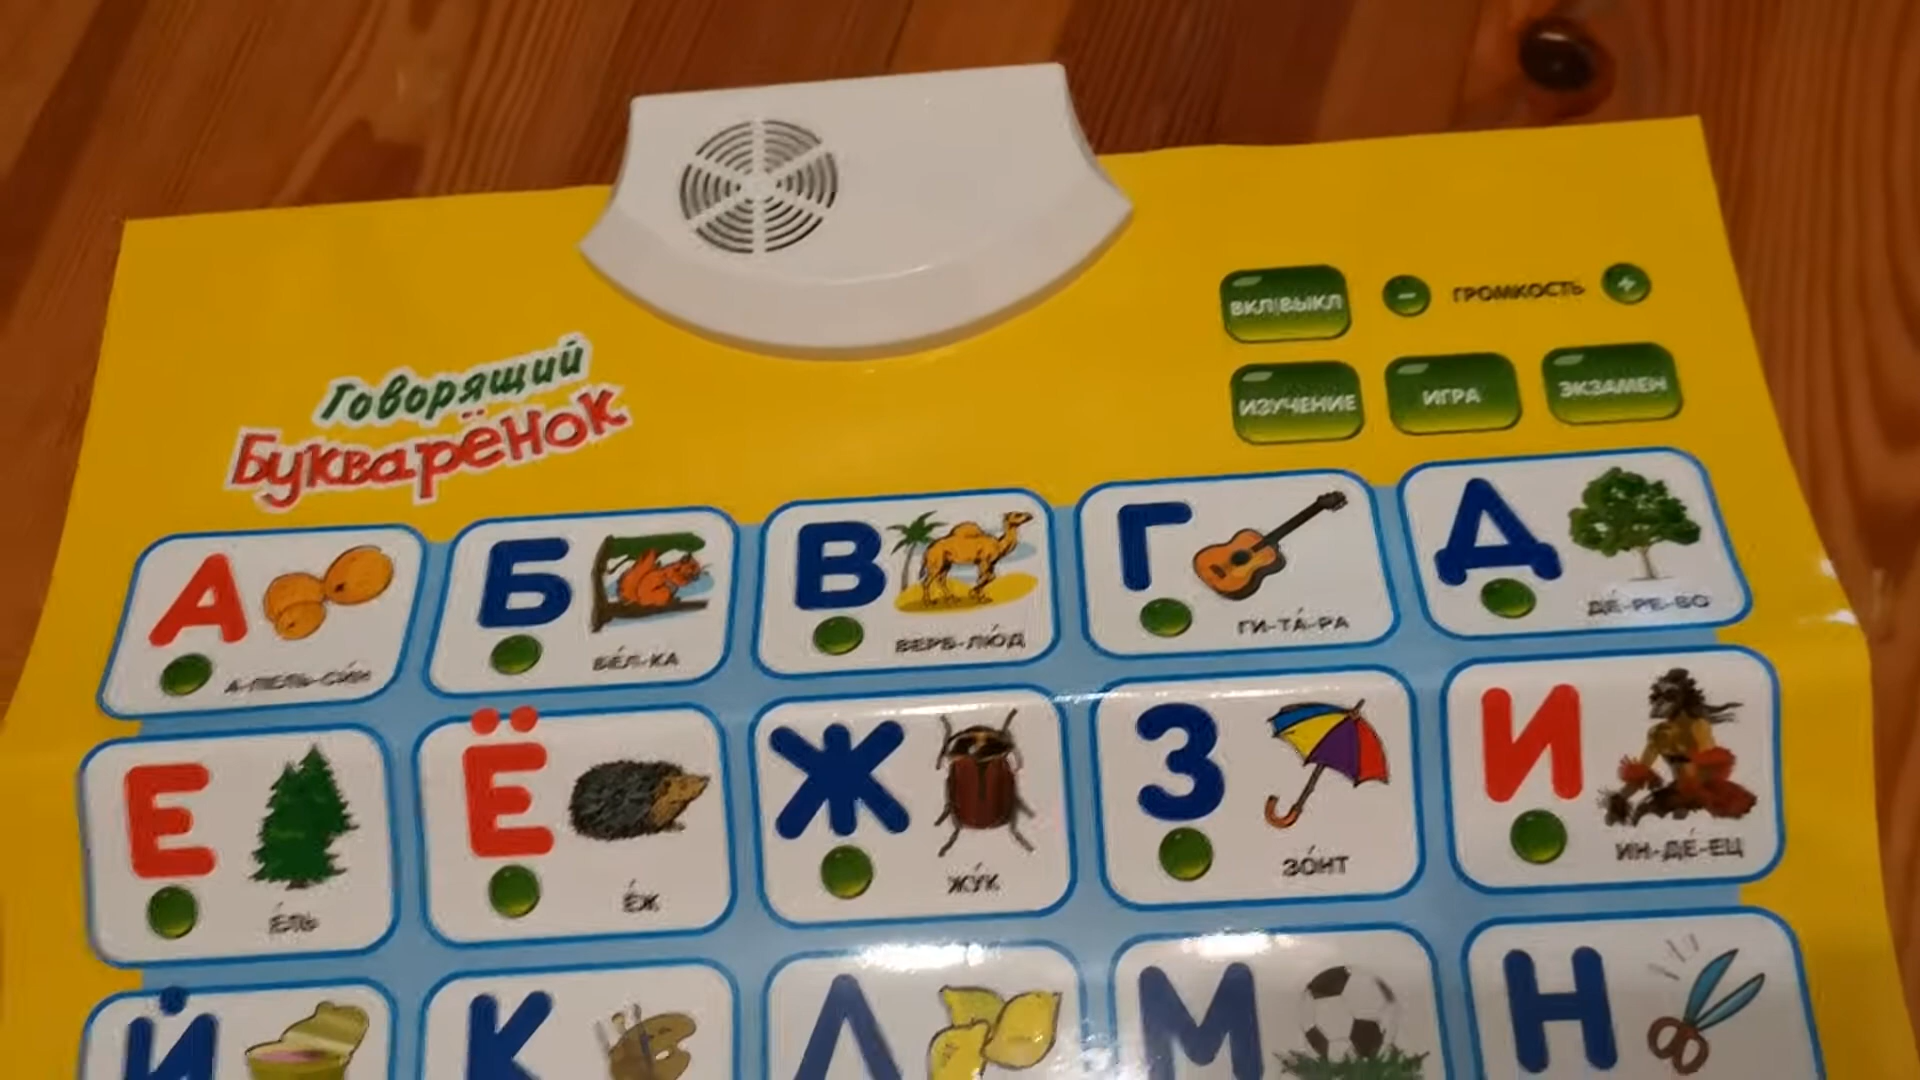 Говорящий
Букварёнок
ВКЛ|ВЫКЛ
- ГРОМКОСТЬ +
ИЗУЧЕНИЕ
ИГРА
ЭКЗАМЕН
А
А-ПЕЛЬ-СИ́Н
Б
БЕ́Л-КА
В
ВЕРБ-ЛЮ́Д
Г
ГИ-ТА́-РА
Д
ДЕ́-РЕ-ВО
Е
Е́ЛЬ
Ё
Ё́Ж
Ж
ЖУ́К
З
ЗО́НТ
И
ИН-ДЕ́-ЕЦ
Й
К
Л
М
Н